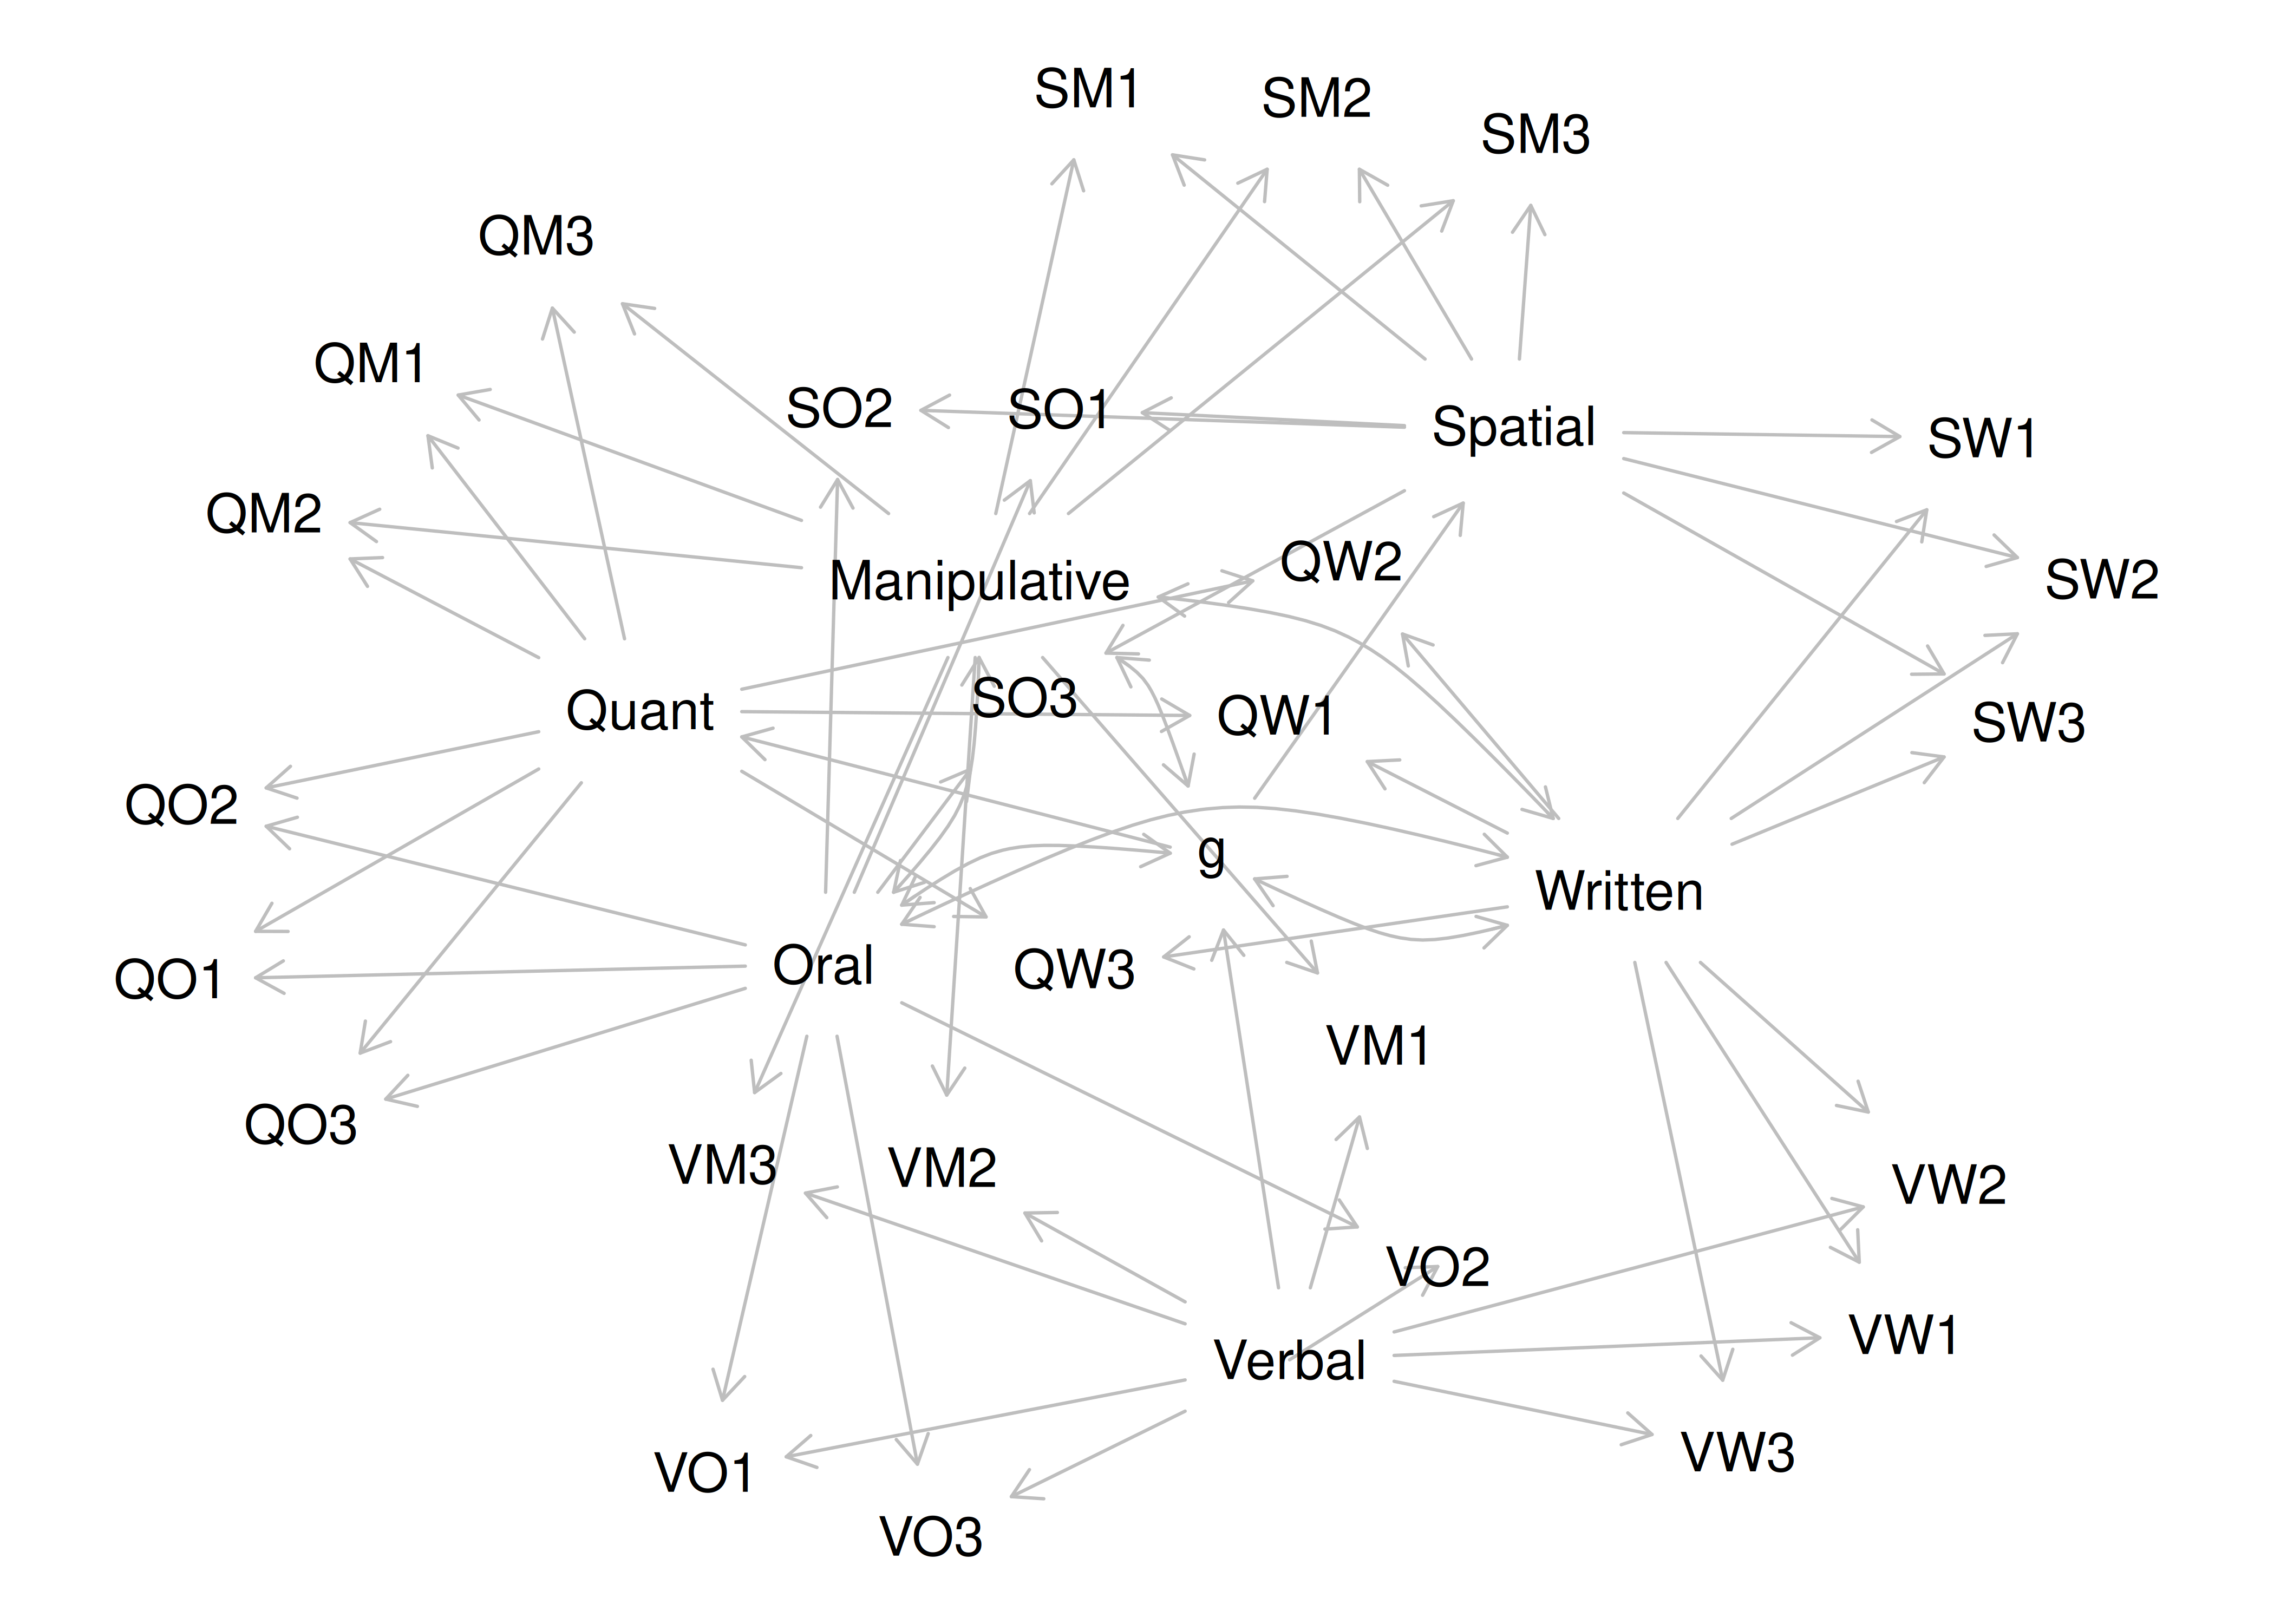 SM1
SM2
SM3
QM3
QM1
SO2
SO1
Spatial
SW1
QM2
Manipulative
QW2
SW2
Quant
SO3
QW1
SW3
QO2
g
Written
QO1
Oral
QW3
VM1
QO3
VM3
VM2
VW2
VO2
VW1
Verbal
VW3
VO1
VO3